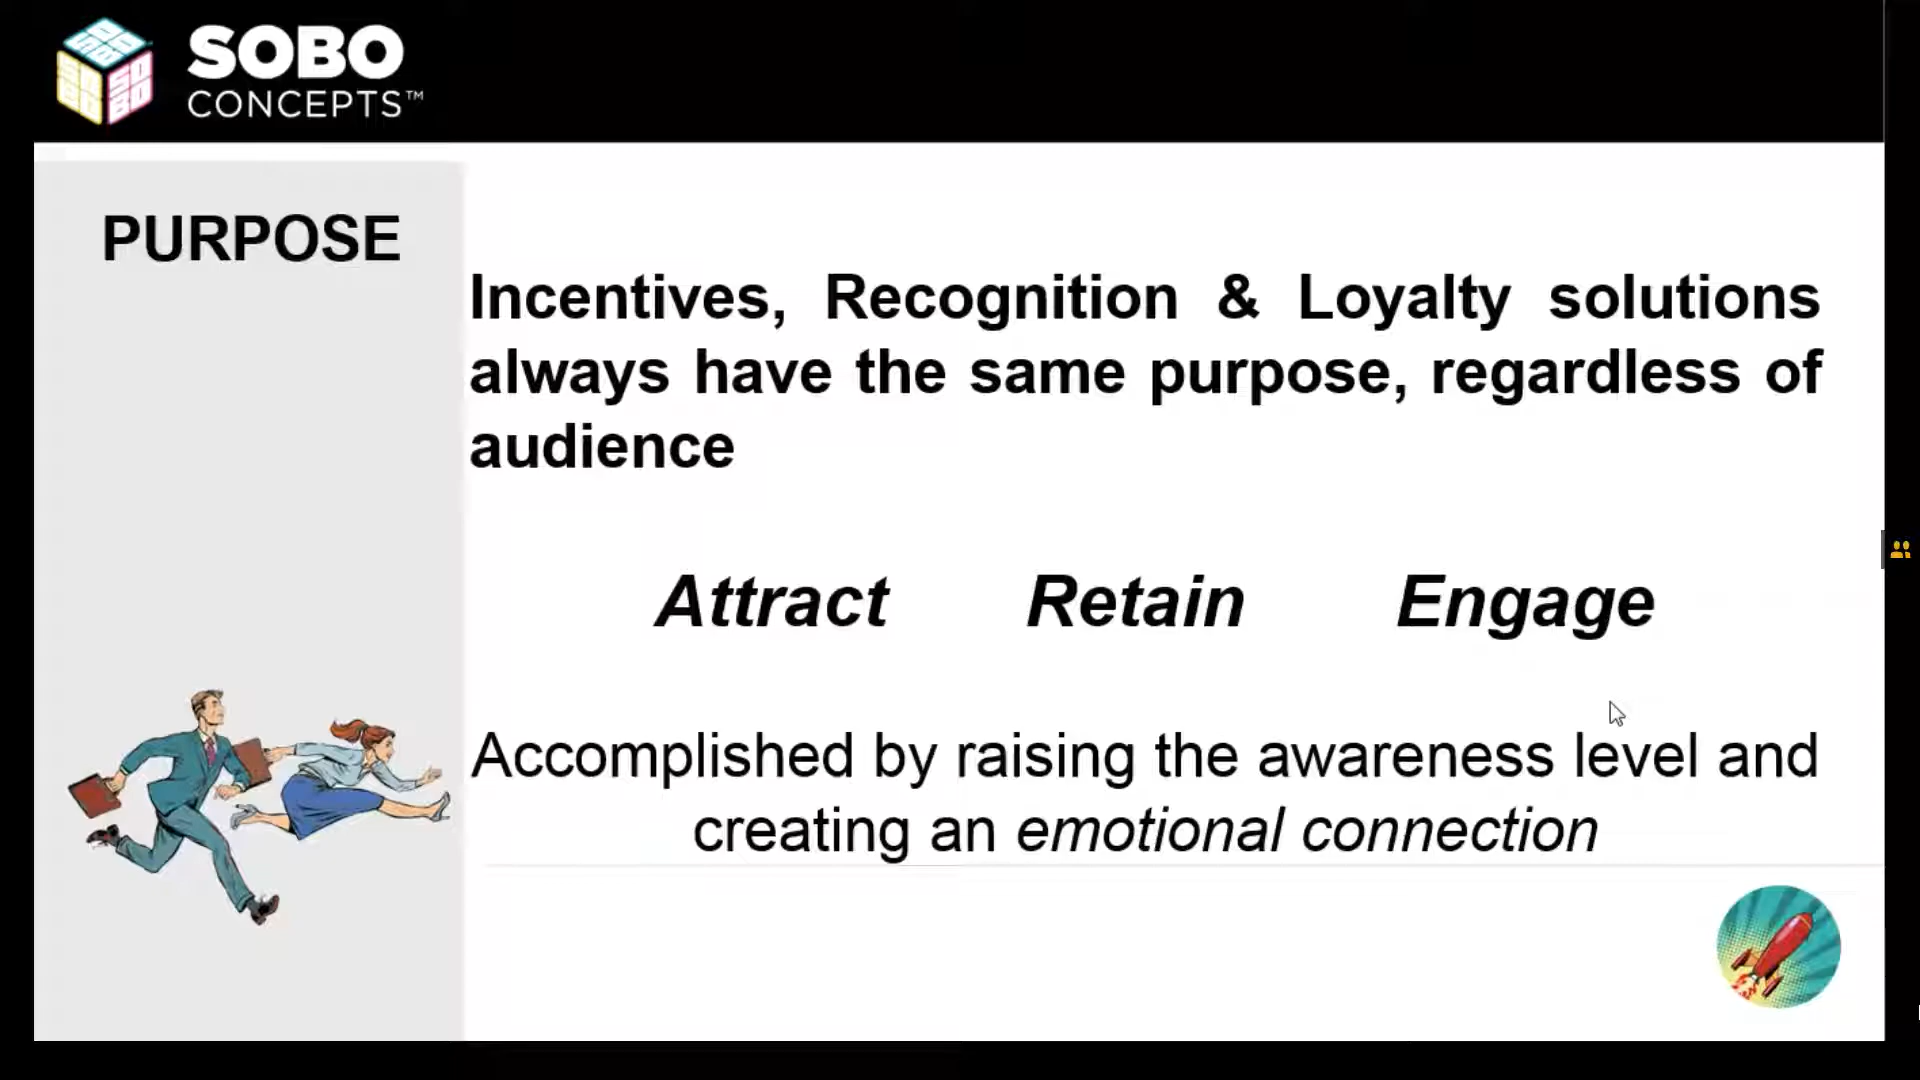 SOBO
CONCEPTS™
PURPOSE
Incentives, Recognition & Loyalty solutions
always have the same purpose, regardless of
audience
Attract Retain Engage
Accomplished by raising the awareness level and
creating an emotional connection